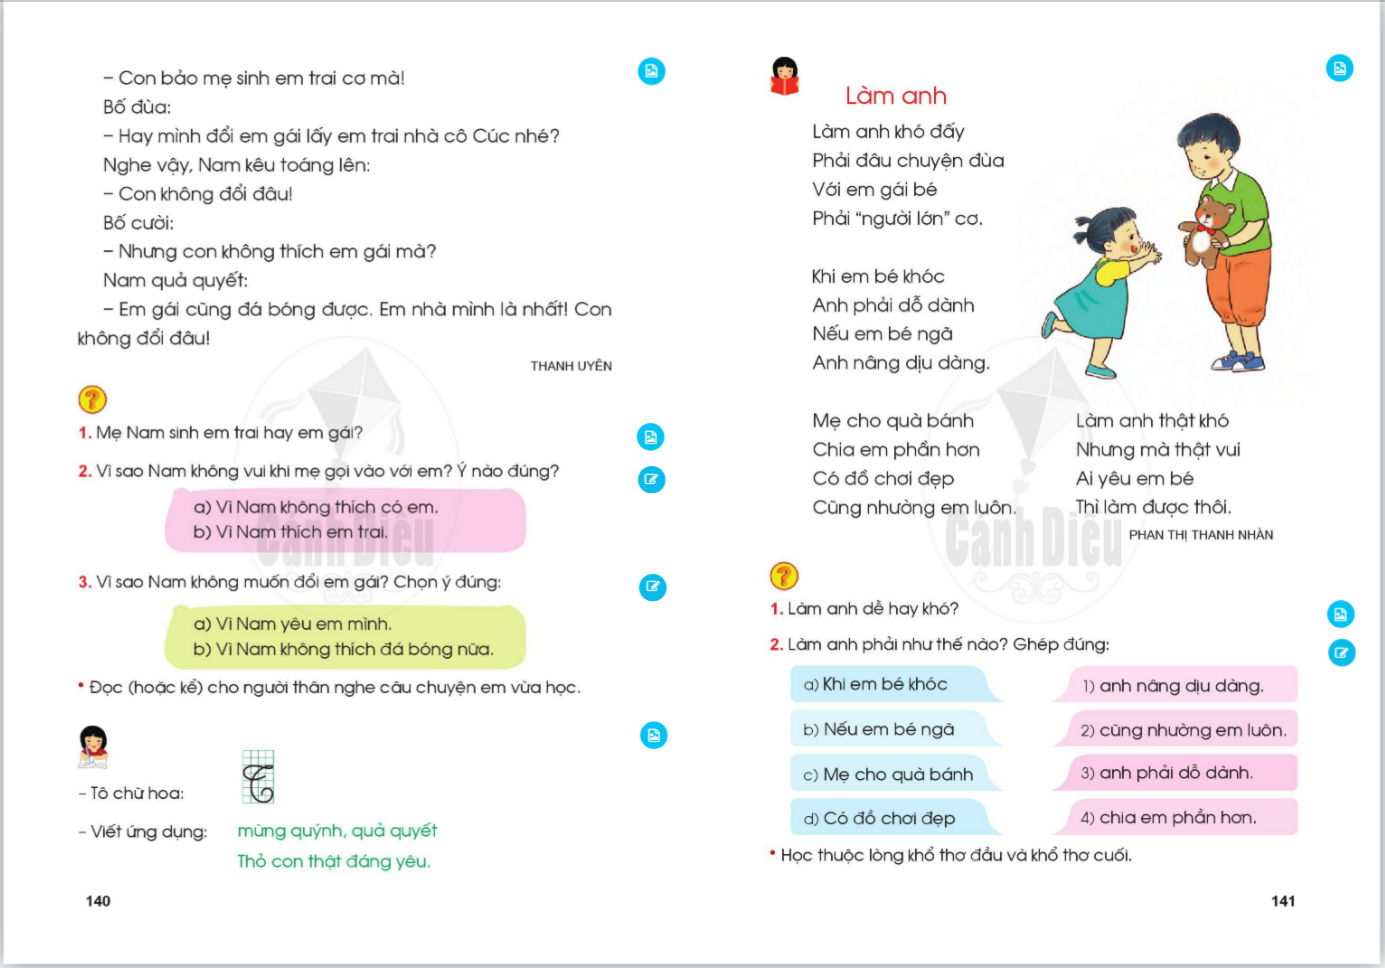 – Con bảo mẹ sinh em trai cơ mà!
Bố đùa:
– Hay mình đổi em gái lấy em trai nhà cô Cúc nhé?
Nghe vậy, Nam kêu toáng lên:
– Con không đổi đâu!
Bố cười:
– Nhưng con không thích em gái mà?
Nam quả quyết:
– Em gái cũng đá bóng được. Em nhà mình là nhất! Con
không đổi đâu!
THANH UYÊN
?
1. Mẹ Nam sinh em trai hay em gái?
2. Vì sao Nam không vui khi mẹ gọi vào với em? Ý nào đúng?
a) Vì Nam không thích có em.
b) Vì Nam thích em trai.
Cánh Diều
3. Vì sao Nam không muốn đổi em gái? Chọn ý đúng:
a) Vì Nam yêu em mình.
b) Vì Nam không thích đá bóng nữa.
• Đọc (hoặc kể) cho người thân nghe câu chuyện em vừa học.
– Tô chữ hoa: T
– Viết ứng dụng: mừng quýnh, quả quyết
Thỏ con thật đáng yêu.
140
Làm anh
Làm anh khó đấy
Phải đâu chuyện đùa
Với em gái bé
Phải “người lớn” cơ.
Khi em bé khóc
Anh phải dỗ dành
Nếu em bé ngã
Anh nâng dịu dàng.
Mẹ cho quà bánh
Chia em phần hơn
Có đồ chơi đẹp
Cũng nhường em luôn.
Làm anh thật khó
Nhưng mà thật vui
Ai yêu em bé
Thì làm được thôi.
PHAN THỊ THANH NHÀN
Cánh Diều
?
1. Làm anh dễ hay khó?
2. Làm anh phải như thế nào? Ghép đúng:
a) Khi em bé khóc
1) anh nâng dịu dàng.
b) Nếu em bé ngã
2) cũng nhường em luôn.
c) Mẹ cho quà bánh
3) anh phải dỗ dành.
d) Có đồ chơi đẹp
4) chia em phần hơn.
• Học thuộc lòng khổ thơ đầu và khổ thơ cuối.
141